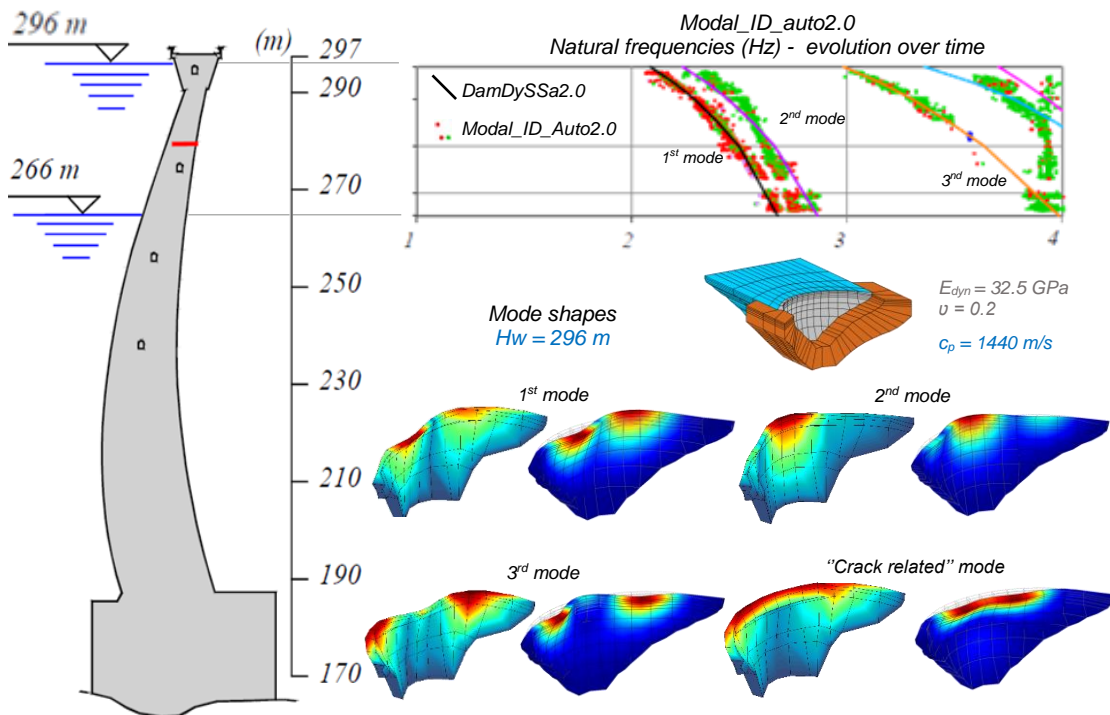 296 m
(m)
297
290
266 m
270
250
230
210
190
170
Modal_ID_auto2.0
Natural frequencies (Hz) - evolution over time
DamDySSa2.0
Modal_ID_Auto2.0
1st mode
2nd mode
3nd mode
1
2
3
4
Mode shapes
Hw = 296 m
Edyn = 32.5 GPa
υ = 0.2
cp = 1440 m/s
1st mode
2nd mode
3rd mode
"Crack related" mode